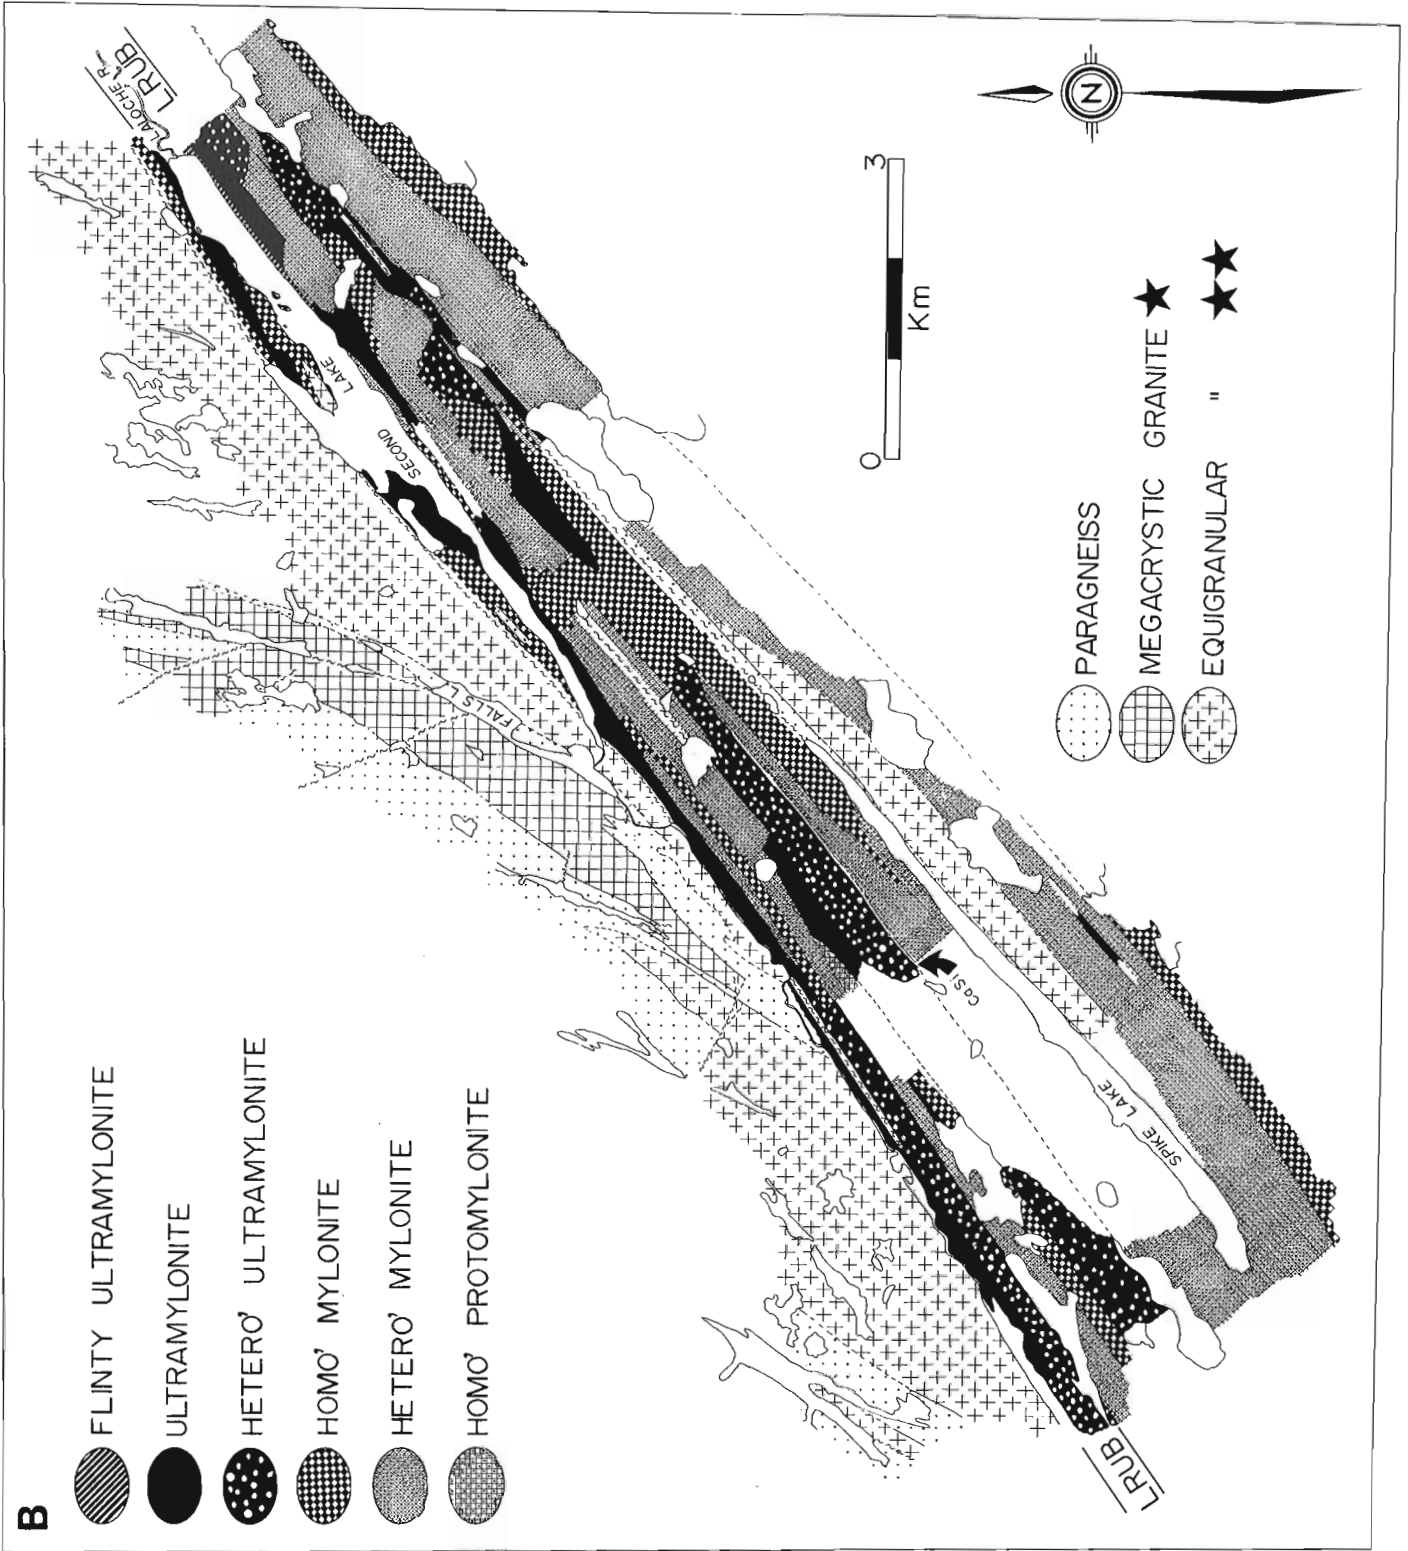 B
FLINTY ULTRAMYLONITE
ULTRAMYLONITE
HETERO' ULTRAMYLONITE
HOMO' MYLONITE
HETERO' MYLONITE
HOMO' PROTOMYLONITE
LRUB
LALOCHE R.
LRUB
SECOND
LAKE
FALLS
SPIKE LAKE
CaSi
N
0
3
Km
PARAGNEISS
MEGACRYSTIC GRANITE ★
EQUIGRANULAR " ★★